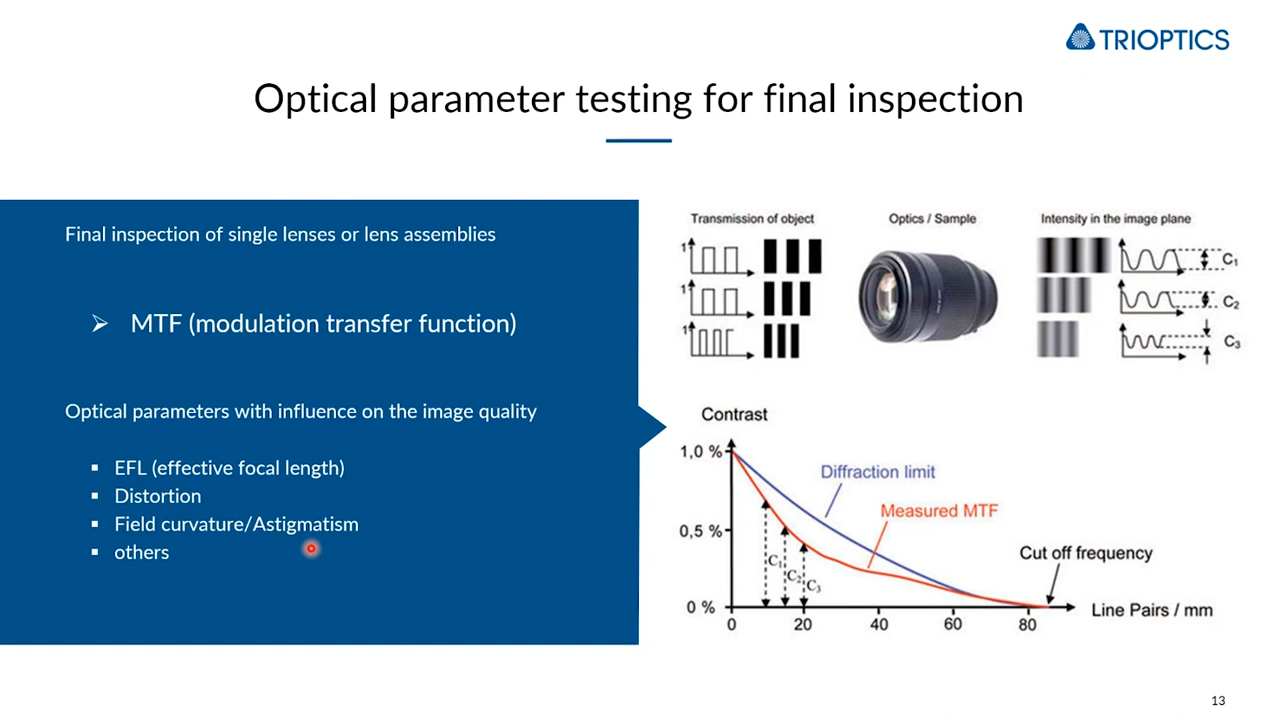 TRIOPTICS
Optical parameter testing for final inspection
Final inspection of single lenses or lens assemblies
➢ MTF (modulation transfer function)
Optical parameters with influence on the image quality
▪ EFL (effective focal length)
▪ Distortion
▪ Field curvature/Astigmatism
▪ others
Transmission of object
Optics / Sample
Intensity in the image plane
1
1
1
C1
C2
C3
Contrast
1,0 %
0,5 %
0 %
Diffraction limit
Measured MTF
Cut off frequency
C1
C2
C3
Line Pairs / mm
0 20 40 60 80
13